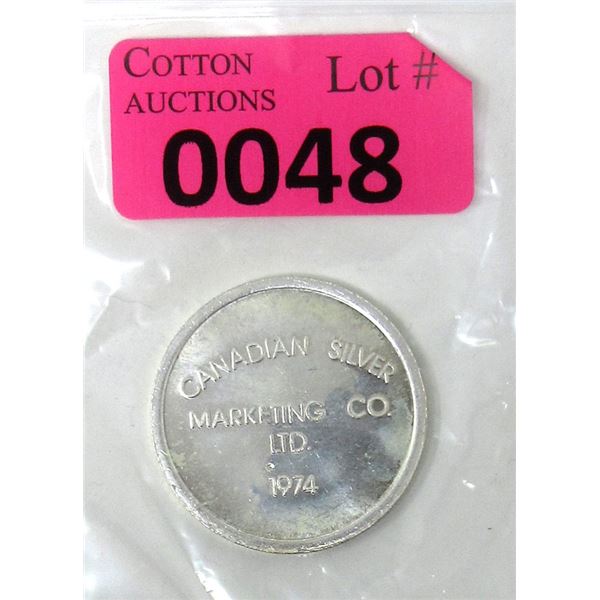 COTTON Lot #
AUCTIONS
0048
CANADIAN SILVER
MARKETING CO.
LTD.
1974